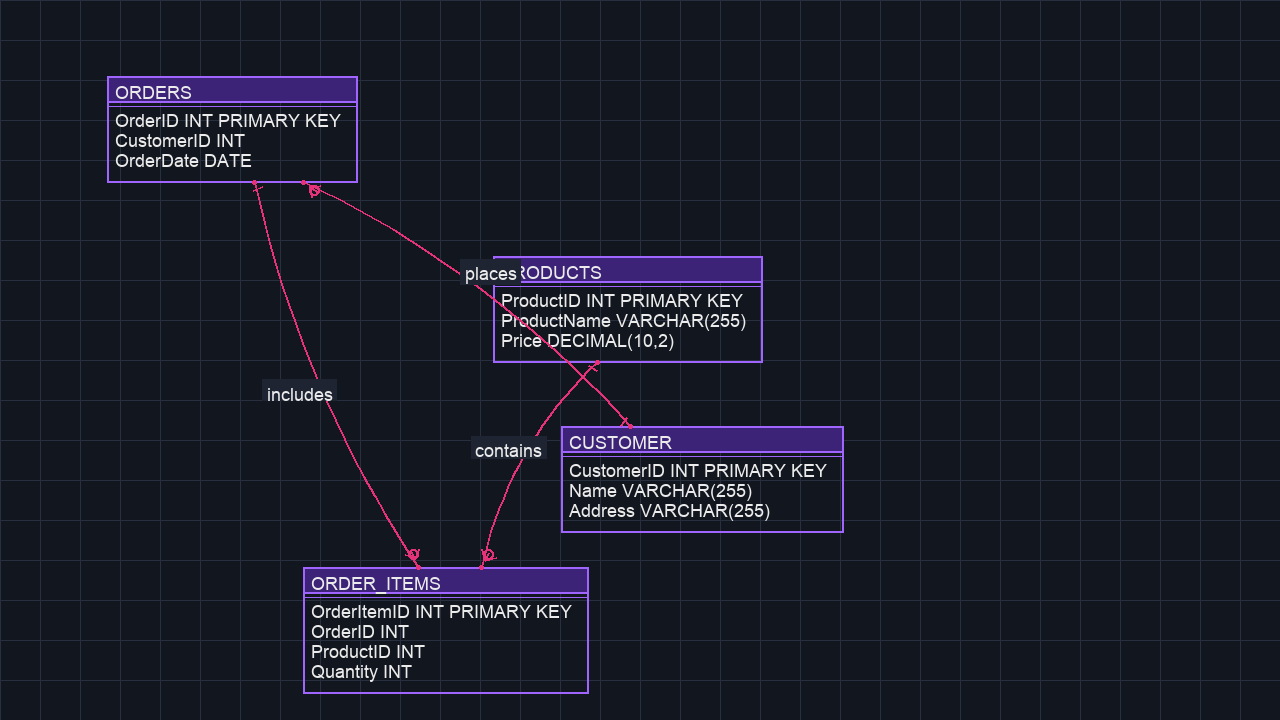 ORDERS
OrderID INT PRIMARY KEY
CustomerID INT
OrderDate DATE
places
RODUCTS
ProductID INT PRIMARY KEY
ProductName VARCHAR(255)
Price DECIMAL(10,2)
includes
contains
CUSTOMER
CustomerID INT PRIMARY KEY
Name VARCHAR(255)
Address VARCHAR(255)
ORDER_ITEMS
OrderItemID INT PRIMARY KEY
OrderID INT
ProductID INT
Quantity INT